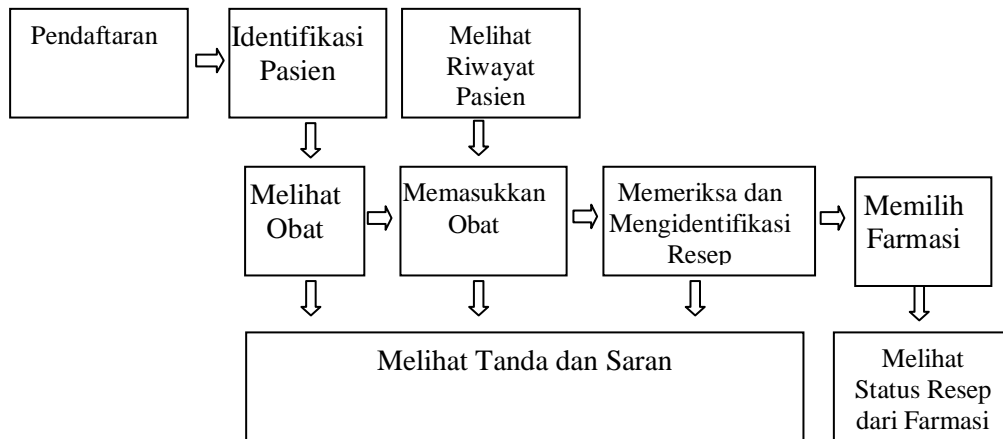 Pendaftaran
Identifikasi
Pasien
Melihat
Riwayat
Pasien
Melihat
Obat
Memasukkan
Obat
Memeriksa dan
Mengidentifikasi
Resep
Memilih
Farmasi
Melihat Tanda dan Saran
Melihat
Status Resep
dari Farmasi